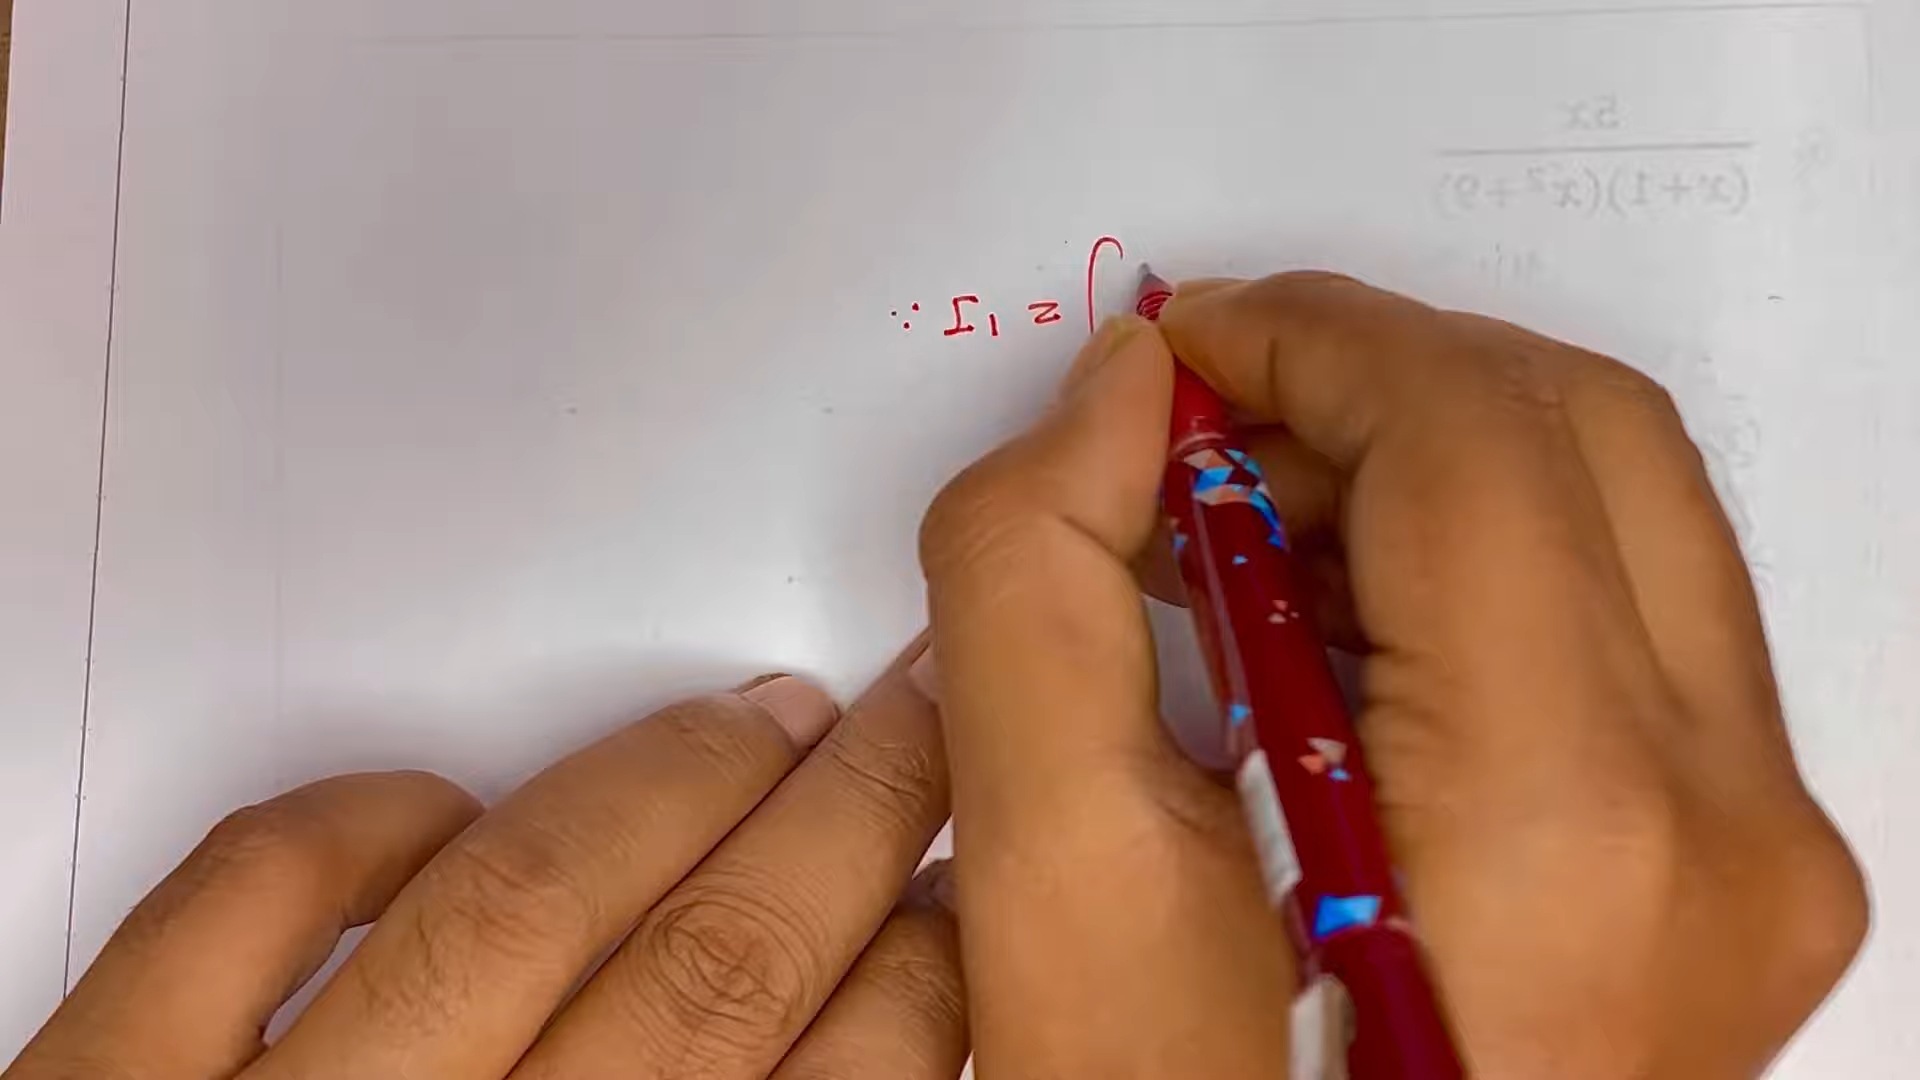 5x
(x+1)(x²+9)
∵ I₁ = ∫